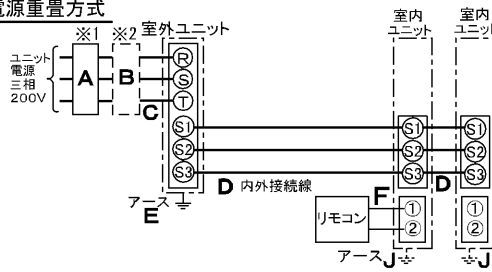 電源重畳方式
※1 ※2 室外ユニット
室内
ユニット
室内
ユニット
ユニット
電源
三相
200V
A
B
C
R
S
T
S1
S2
S3
S1
S2
S3
S1
S2
S3
D 内外接続線
D
アース
E
リモコン
F
①
②
①
②
アース J
J